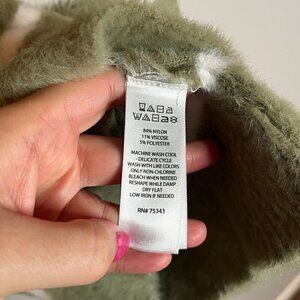 84% NYLON
11% VISCOSE
5% POLYESTER
MACHINE WASH COOL
- DELICATE CYCLE
WASH WITH LIKE COLORS
ONLY NON-CHLORINE
BLEACH WHEN NEEDED
RESHAPE WHILE DAMP
DRY FLAT
LOW IRON IF NEEDED
RN# 75343